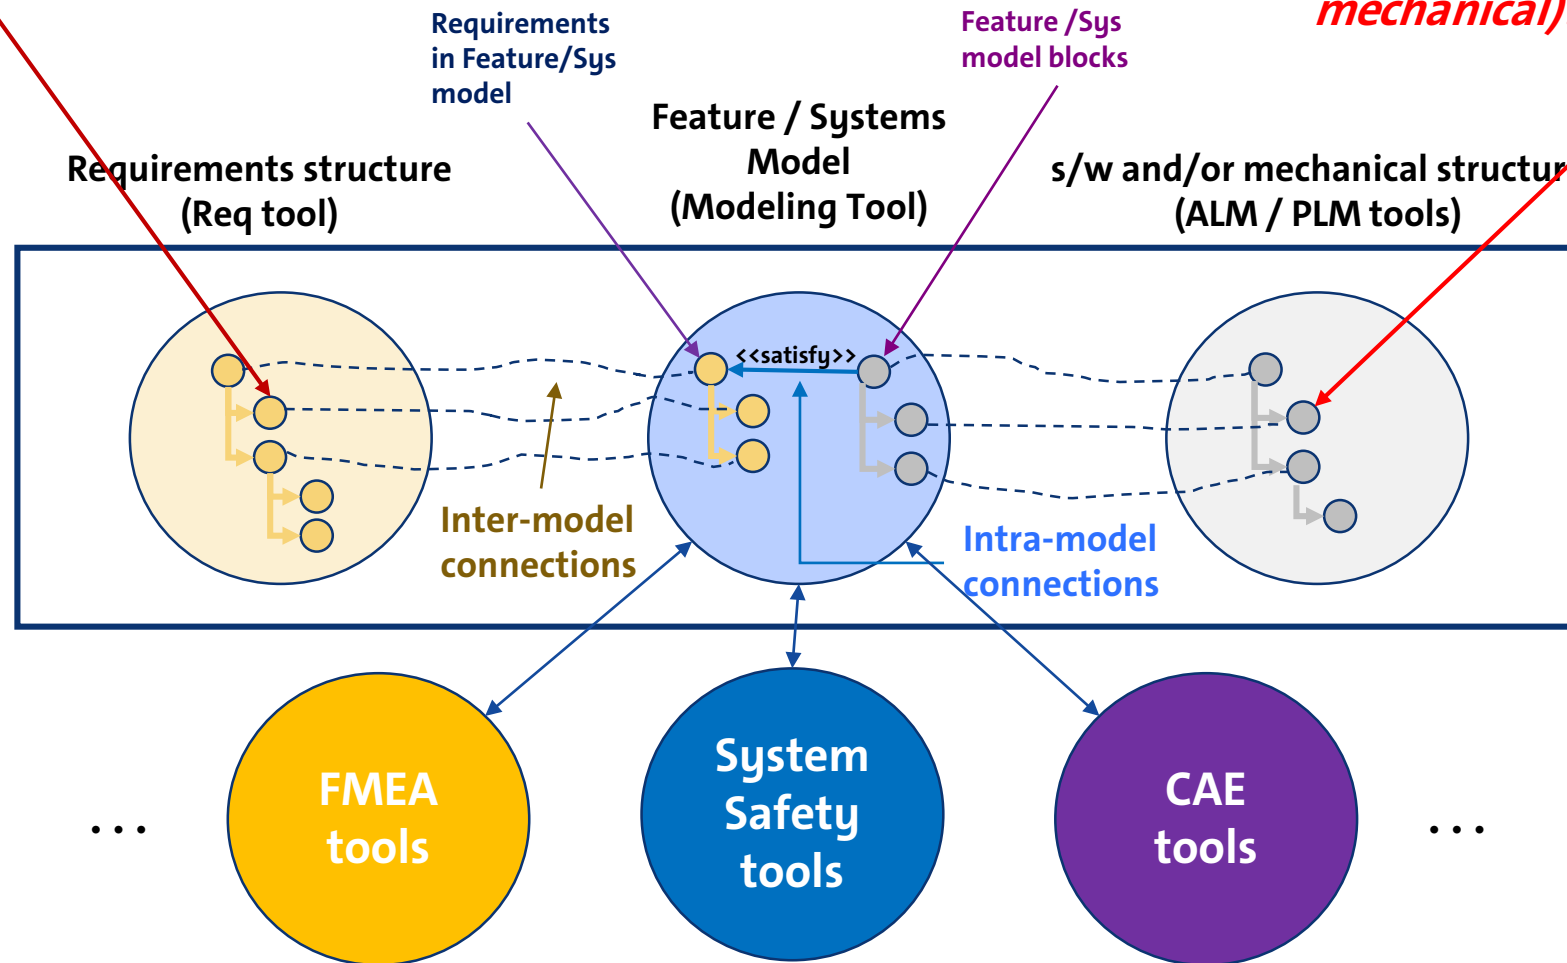 mechanical)
Requirements
in Feature/Sys
model
Feature /Sys
model blocks
Feature / Systems
Model
(Modeling Tool)
Requirements structure
(Req tool)
s/w and/or mechanical structur
(ALM / PLM tools)
<<satisfy>>
Inter-model
connections
Intra-model
connections
FMEA
tools
System
Safety
tools
CAE
tools
...
...